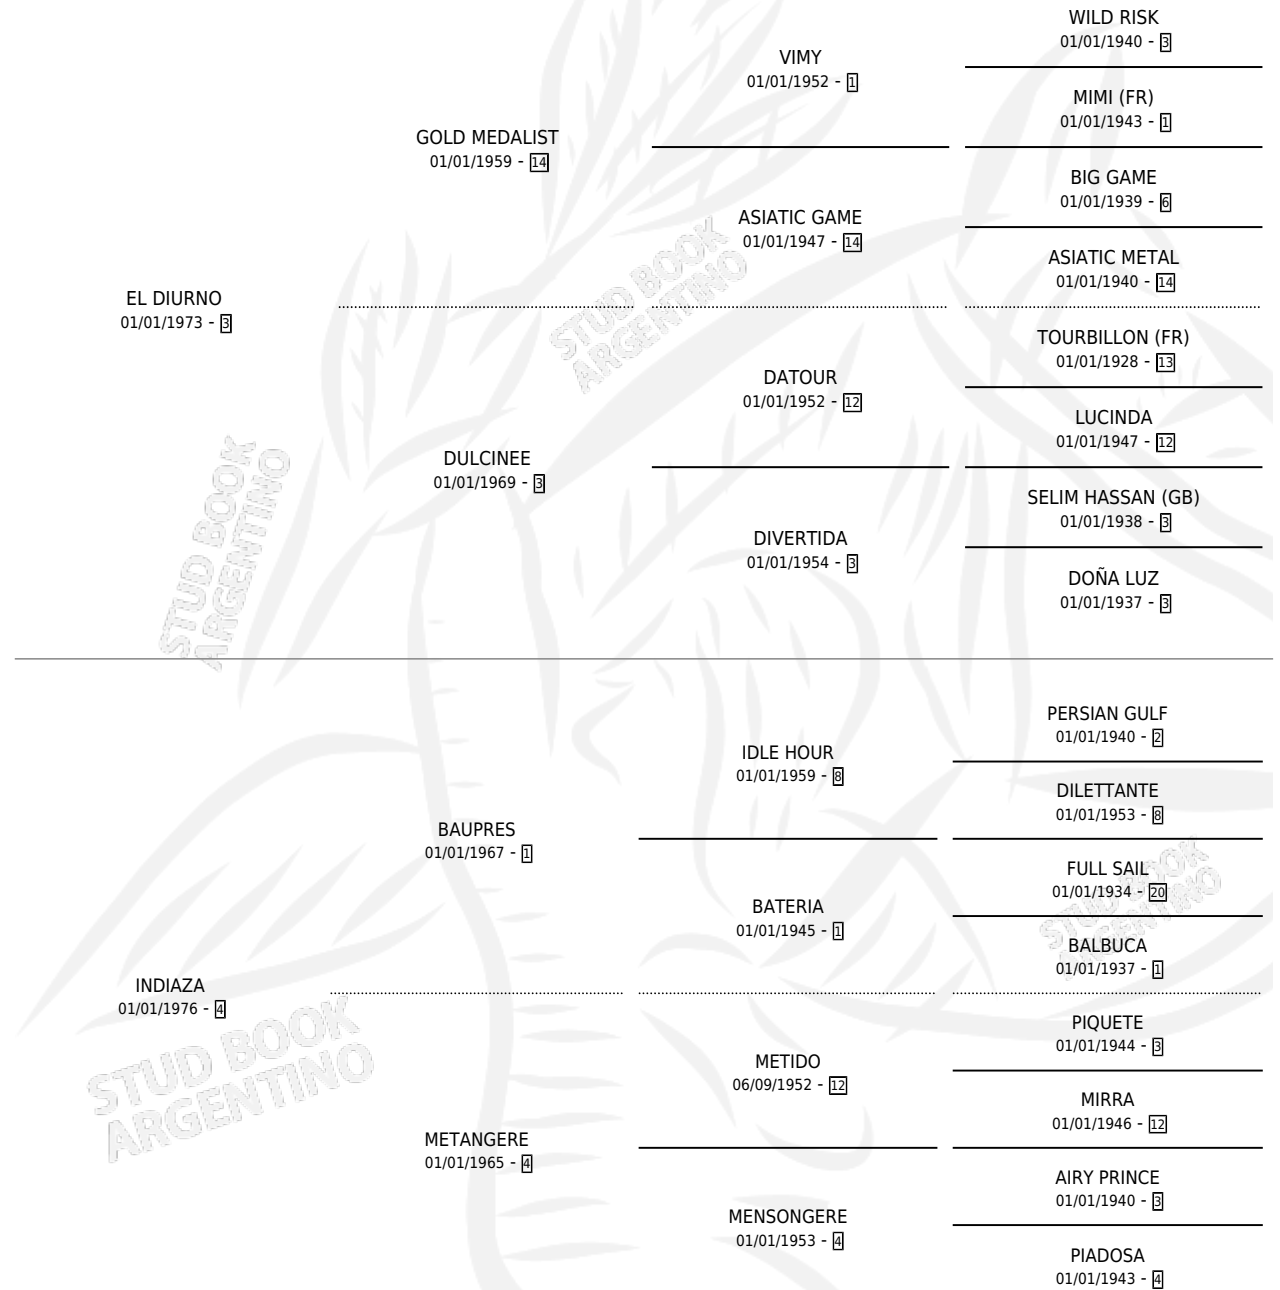 WILD RISK
01/01/1940 - 3
VIMY
01/01/1952 - 1
MIMI (FR)
01/01/1943 - 1
GOLD MEDALIST
01/01/1959 - 14
BIG GAME
01/01/1939 - 6
ASIATIC GAME
01/01/1947 - 14
ASIATIC METAL
01/01/1940 - 14
EL DIURNO
01/01/1973 - 3
TOURBILLON (FR)
01/01/1928 - 13
DATOUR
01/01/1952 - 12
LUCINDA
01/01/1947 - 12
DULCINEE
01/01/1969 - 3
SELIM HASSAN (GB)
01/01/1938 - 3
DIVERTIDA
01/01/1954 - 3
DOÑA LUZ
01/01/1937 - 3
PERSIAN GULF
01/01/1940 - 2
IDLE HOUR
01/01/1959 - 8
DILETTANTE
01/01/1953 - 8
BAUPRES
01/01/1967 - 1
FULL SAIL
01/01/1934 - 20
BATERIA
01/01/1945 - 1
BALBUCA
01/01/1937 - 1
INDIAZA
01/01/1976 - 4
PIQUETE
01/01/1944 - 3
METIDO
06/09/1952 - 12
MIRRA
01/01/1946 - 12
METANGERE
01/01/1965 - 4
AIRY PRINCE
01/01/1940 - 3
MENSONGERE
01/01/1953 - 4
PIADOSA
01/01/1943 - 4
STUD BOOK
ARGENTINO
STUD BOOK
ARGENTINO
STUD BOOK
ARGENTINO
STUD BOOK
ARGENTINO